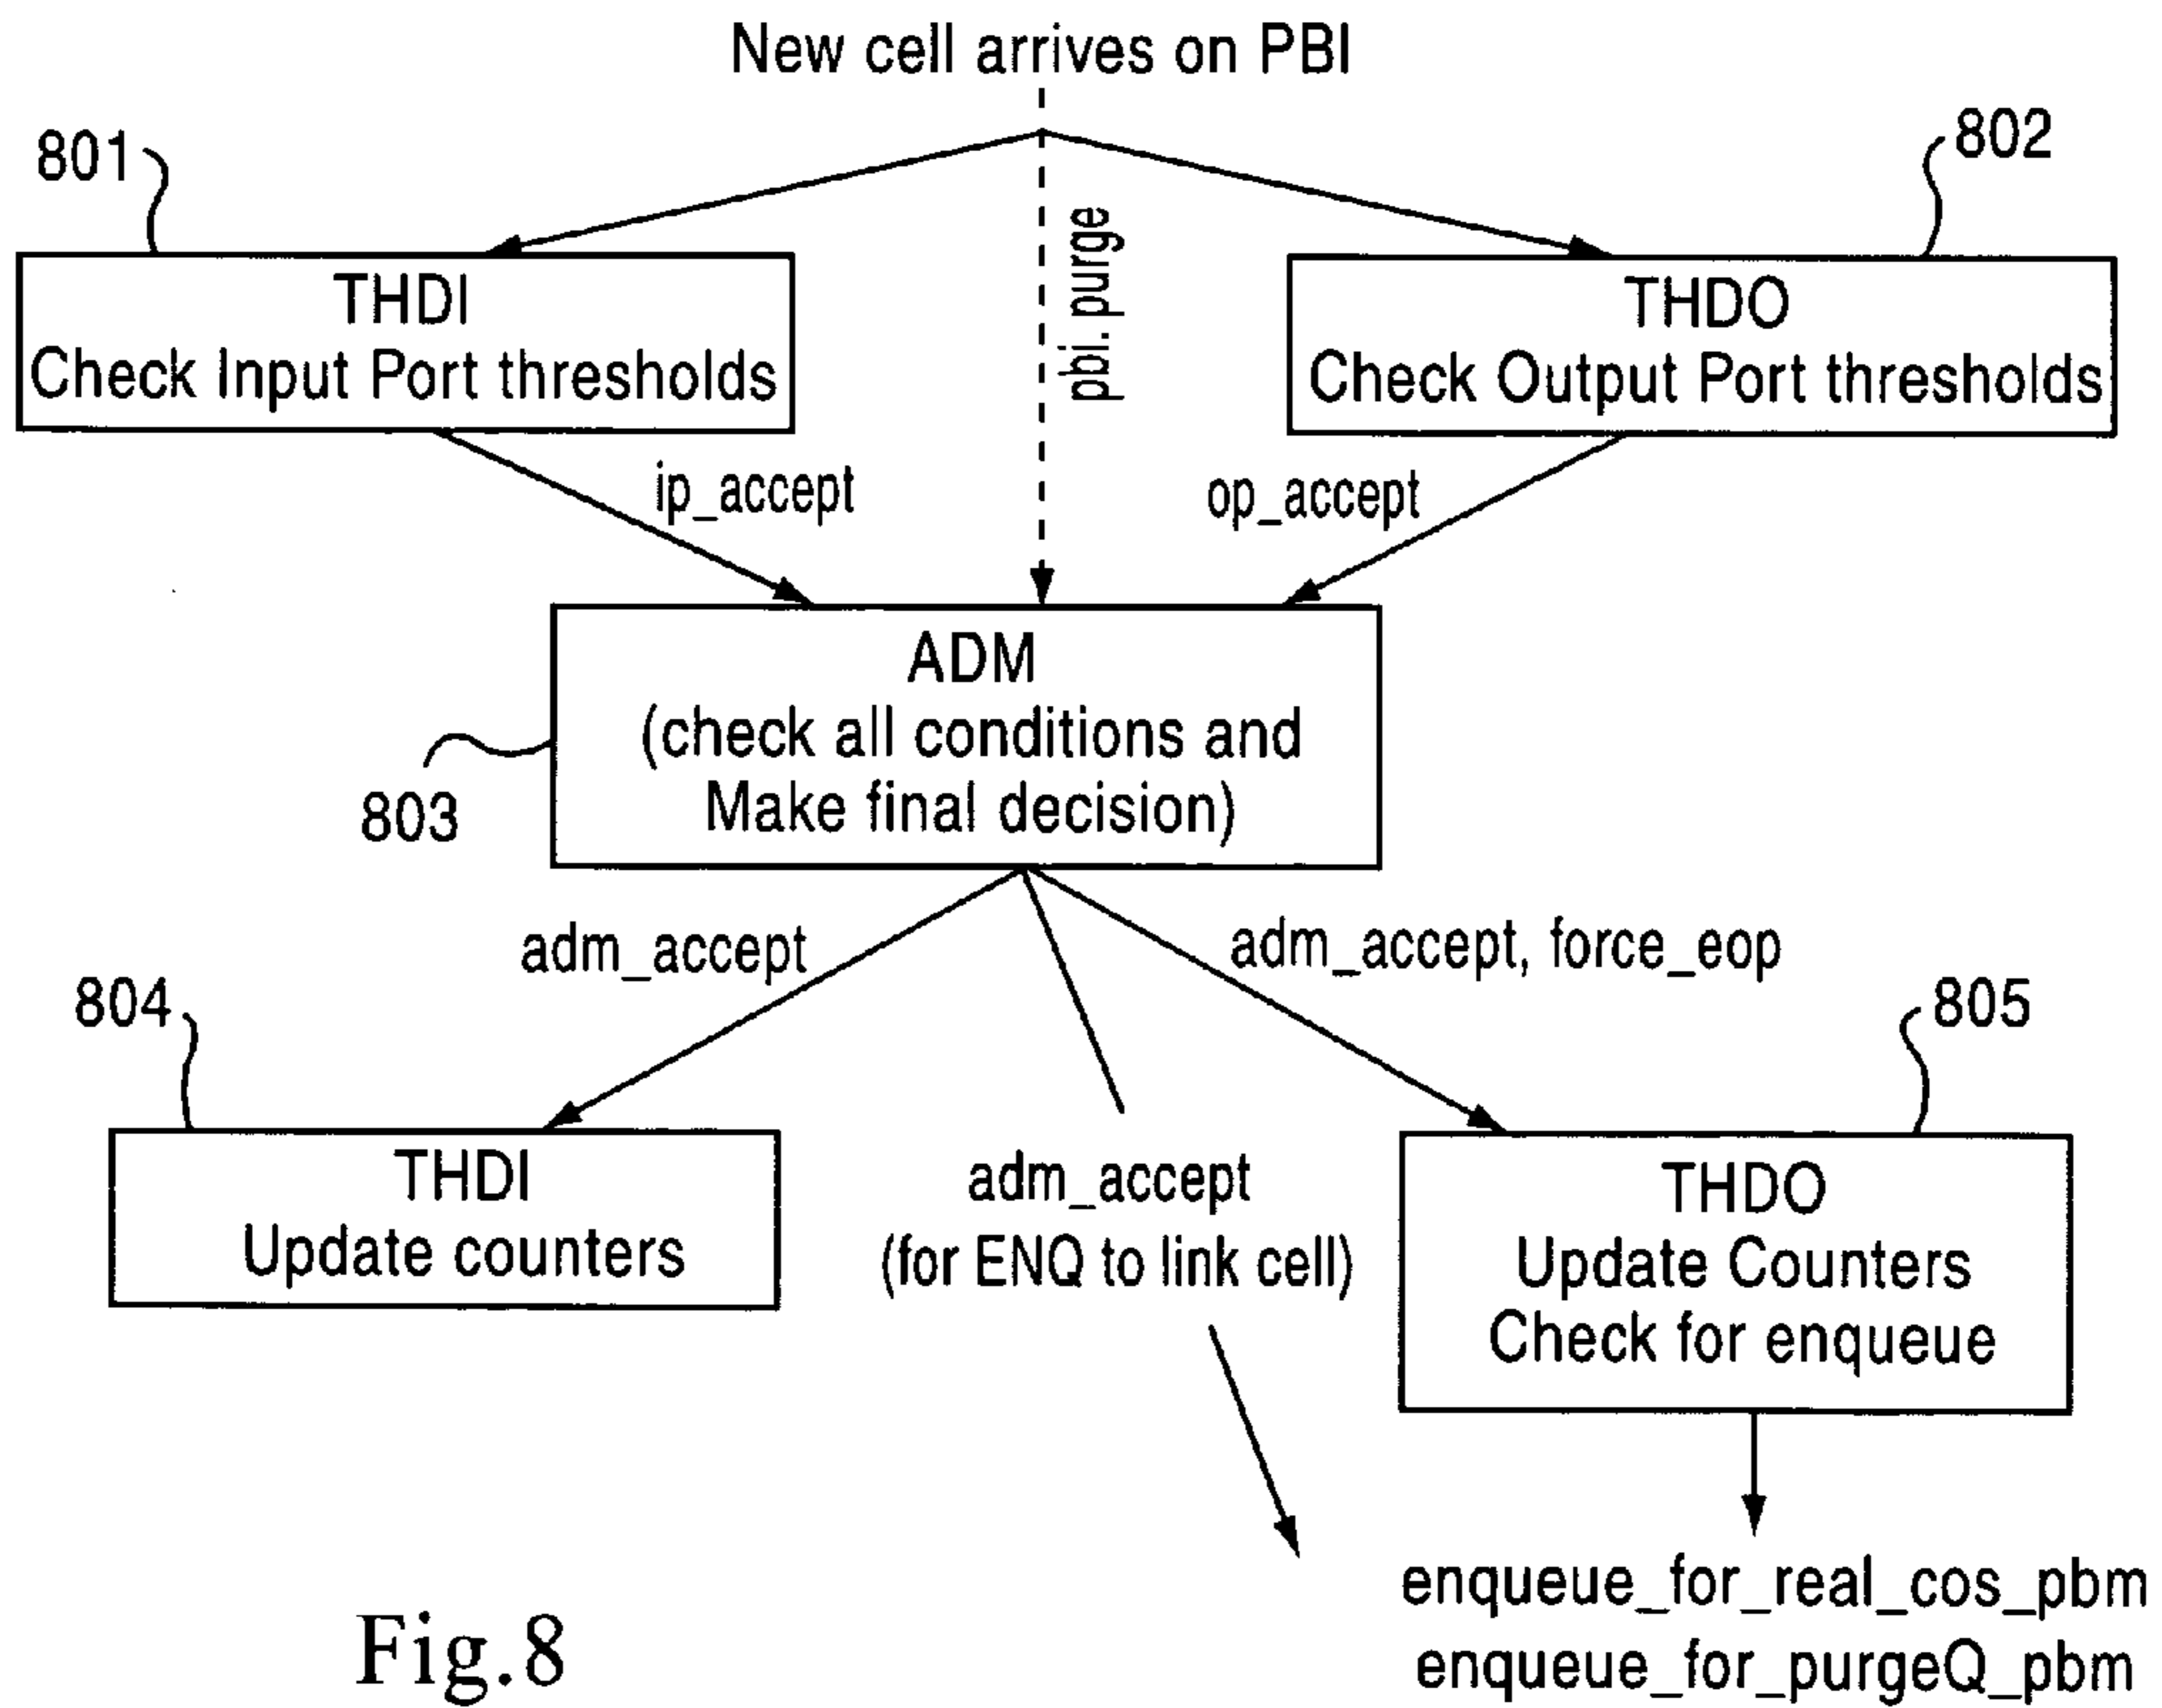 New cell arrives on PBI
801
802
THDI
Check Input Port thresholds
pbi. purge
THDO
Check Output Port thresholds
ip_accept
op_accept
ADM
(check all conditions and
Make final decision)
803
adm_accept
adm_accept, force_eop
804
805
THDI
Update counters
adm_accept
(for ENQ to link cell)
THDO
Update Counters
Check for enqueue
enqueue_for_real_cos_pbm
enqueue_for_purgeQ_pbm
Fig.8